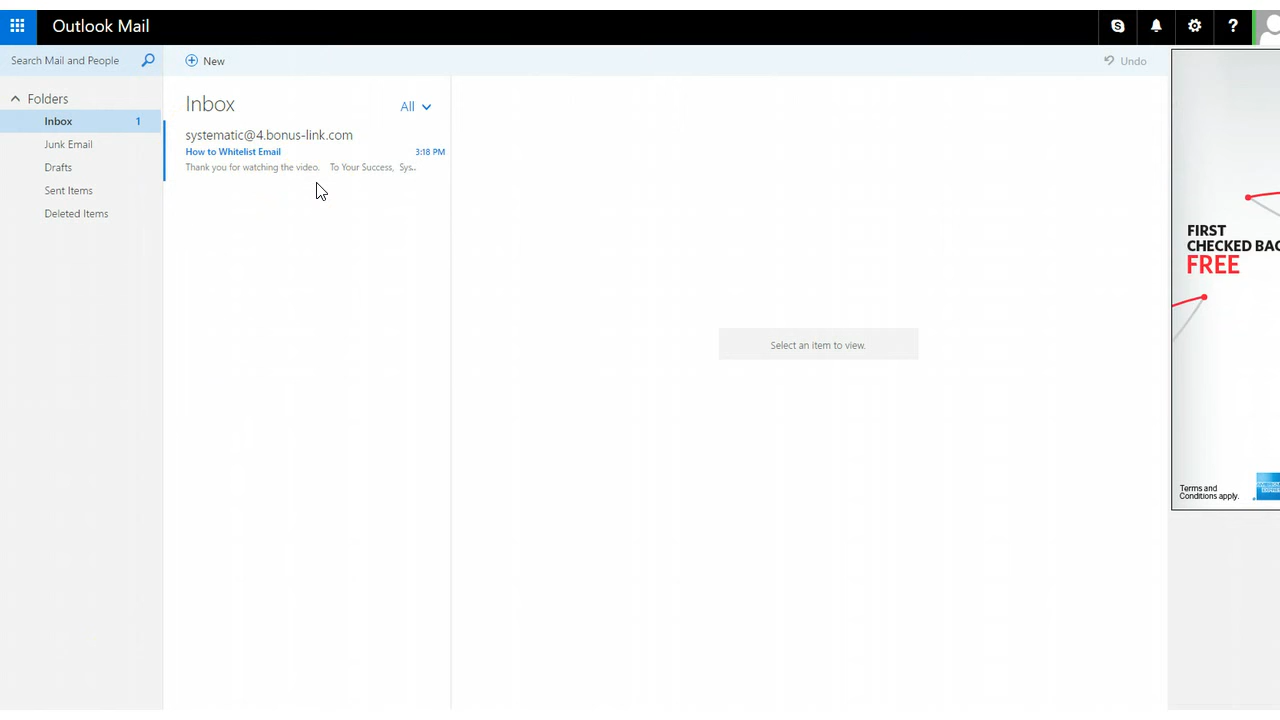 Outlook Mail
?
Search Mail and People
New
Undo
Folders
Inbox 1
Junk Email
Drafts
Sent Items
Deleted Items
Inbox
All
systematic@4.bonus-link.com
How to Whitelist Email 3:18 PM
Thank you for watching the video. To Your Success, Sys...
Select an item to view.
FIRST
CHECKED BAG
FREE
Terms and
Conditions apply.